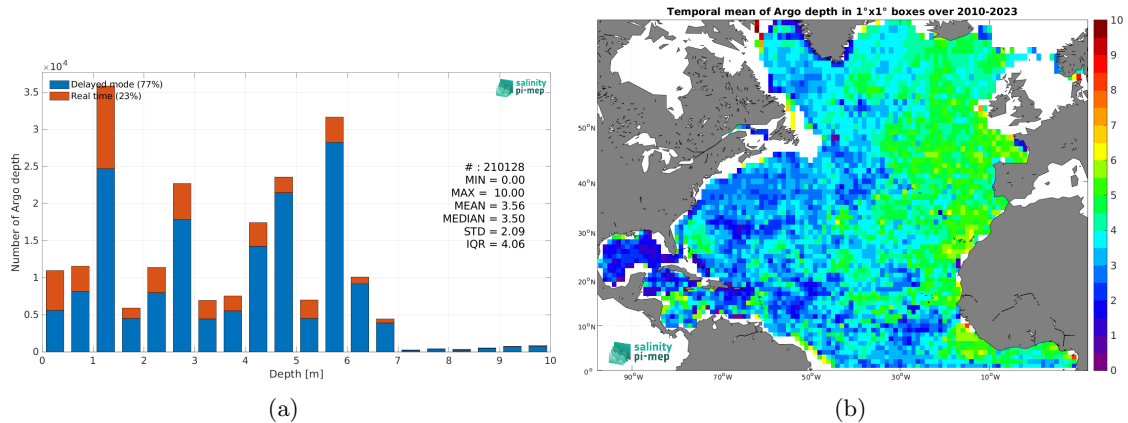 ×10⁴
Delayed mode (77%)
Real time (23%)
salinity
pi-mep
# : 210128
MIN = 0.00
MAX = 10.00
MEAN = 3.56
MEDIAN = 3.50
STD = 2.09
IQR = 4.06
Number of Argo depth
3.5
3
2.5
2
1.5
1
0.5
0
0 1 2 3 4 5 6 7 8 9 10
Depth [m]
(a)
Temporal mean of Argo depth in 1°x1° boxes over 2010-2023
50°N
40°N
30°N
20°N
10°N
0°
90°W 70°W 50°W 30°W 10°W
salinity
pi-mep
10
9
8
7
6
5
4
3
2
1
0
(b)